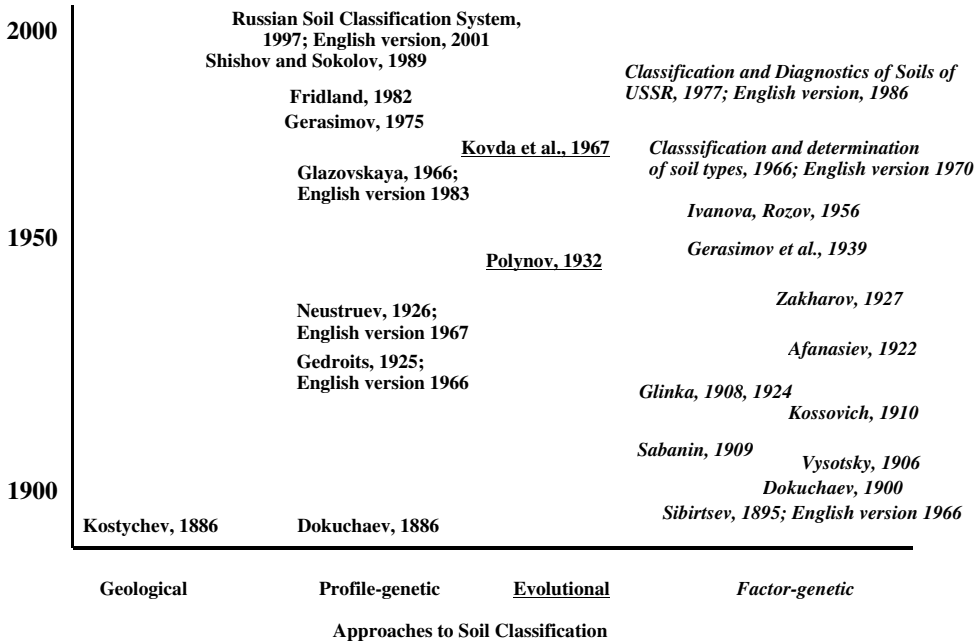 2000
Russian Soil Classification System,
1997; English version, 2001
Shishov and Sokolov, 1989
Classification and Diagnostics of Soils of
USSR, 1977; English version, 1986
Fridland, 1982
Gerasimov, 1975
Kovda et al., 1967
Classsification and determination
of soil types, 1966; English version 1970
Glazovskaya, 1966;
English version 1983
Ivanova, Rozov, 1956
1950
Gerasimov et al., 1939
Polynov, 1932
Zakharov, 1927
Neustruev, 1926;
English version 1967
Afanasiev, 1922
Gedroits, 1925;
English version 1966
Glinka, 1908, 1924
Kossovich, 1910
Sabanin, 1909
Vysotsky, 1906
1900
Dokuchaev, 1900
Sibirtsev, 1895; English version 1966
Kostychev, 1886
Dokuchaev, 1886
Geological
Profile-genetic
Evolutional
Factor-genetic
Approaches to Soil Classification